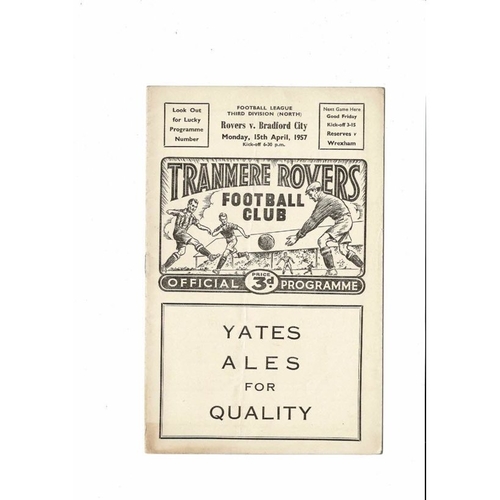 Look Out
for Lucky
Programme
Number
FOOTBALL LEAGUE
THIRD DIVISION (NORTH)
Rovers v. Bradford City
Monday, 15th April, 1957
Kick-off 6-30 p.m.
Next Game Here
Good Friday
Kick-off 3-15
Reserves v
Wrexham
TRANMERE ROVERS
FOOTBALL
CLUB
OFFICIAL PRICE 3d PROGRAMME
YATES
ALES
FOR
QUALITY